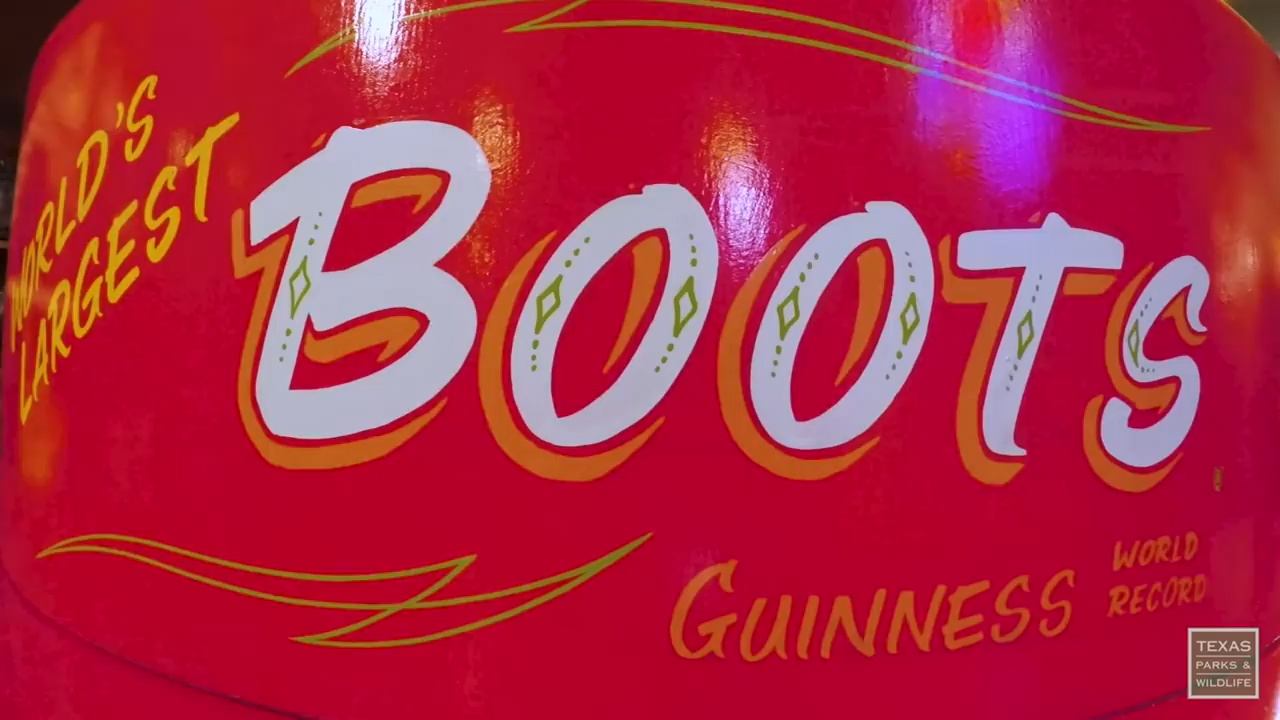 WORLD'S
LARGEST
BOOTS
GUINNESS
WORLD
RECORD
TEXAS
PARKS &
WILDLIFE